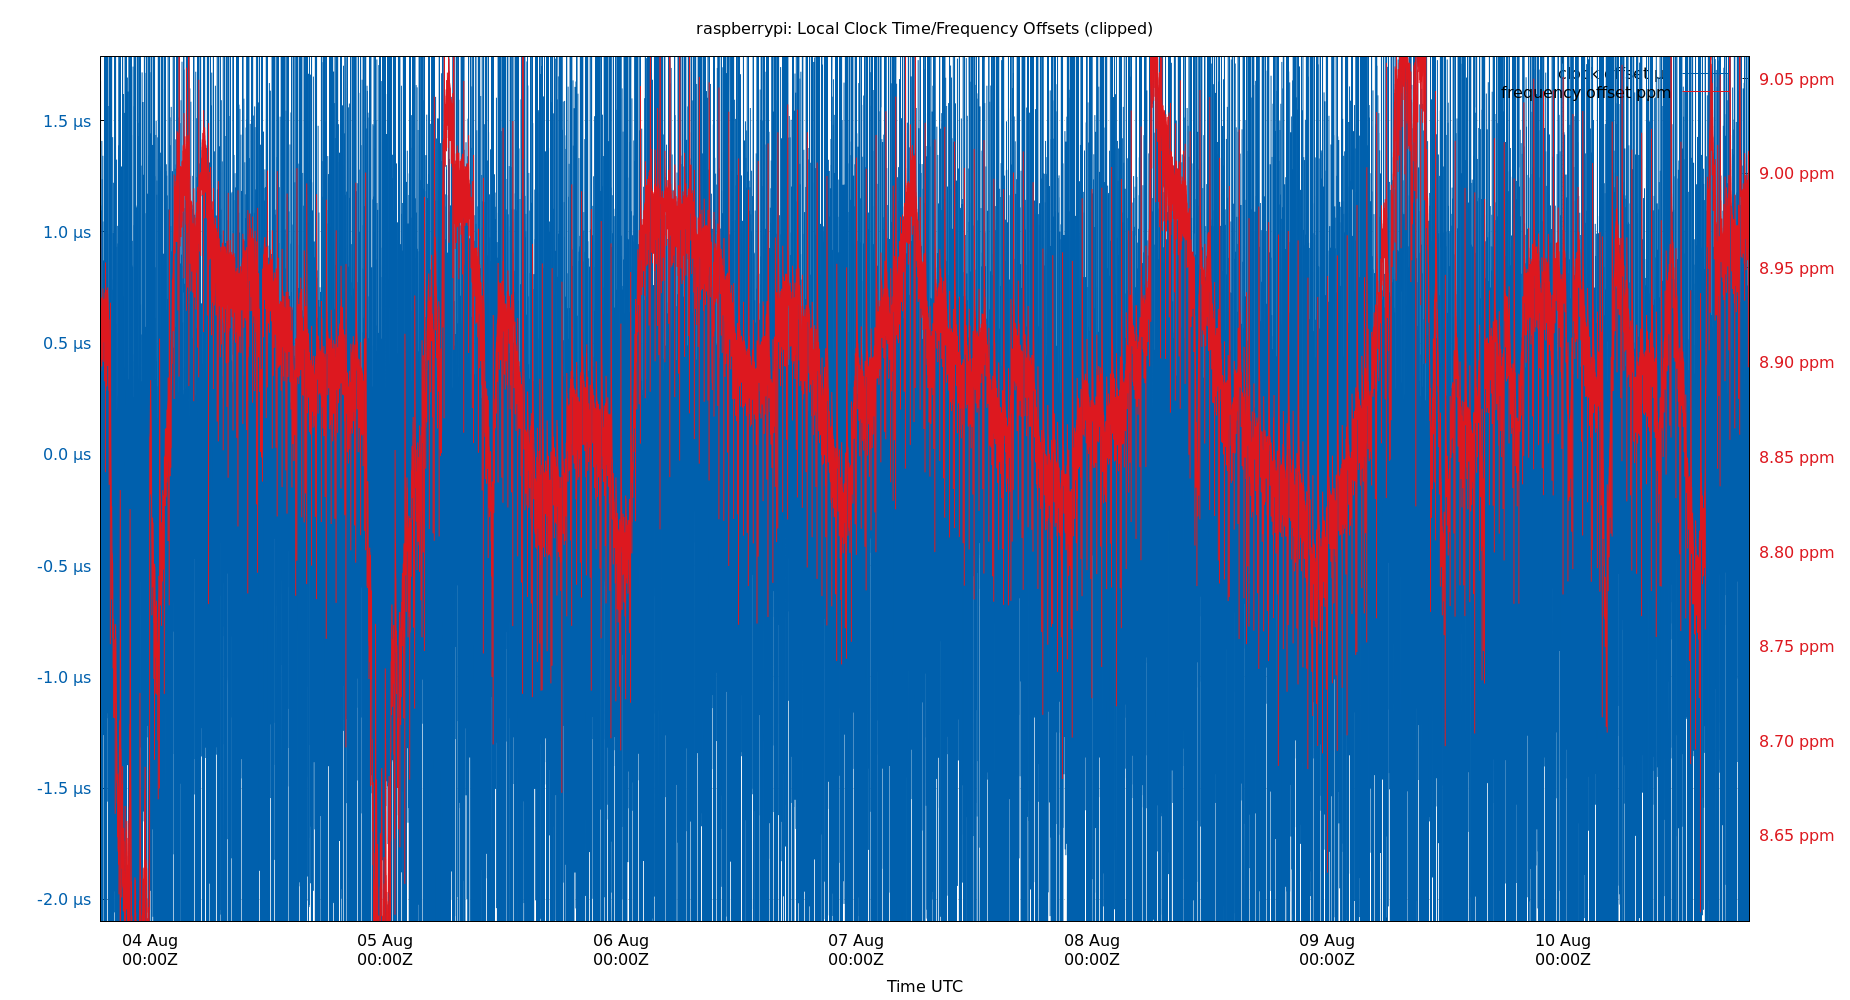 raspberrypi: Local Clock Time/Frequency Offsets (clipped)
clock offset µ
frequency offset ppm
1.5 µs
1.0 µs
0.5 µs
0.0 µs
-0.5 µs
-1.0 µs
-1.5 µs
-2.0 µs
9.05 ppm
9.00 ppm
8.95 ppm
8.90 ppm
8.85 ppm
8.80 ppm
8.75 ppm
8.70 ppm
8.65 ppm
04 Aug 05 Aug 06 Aug 07 Aug 08 Aug 09 Aug 10 Aug
00:00Z 00:00Z 00:00Z 00:00Z 00:00Z 00:00Z 00:00Z
Time UTC